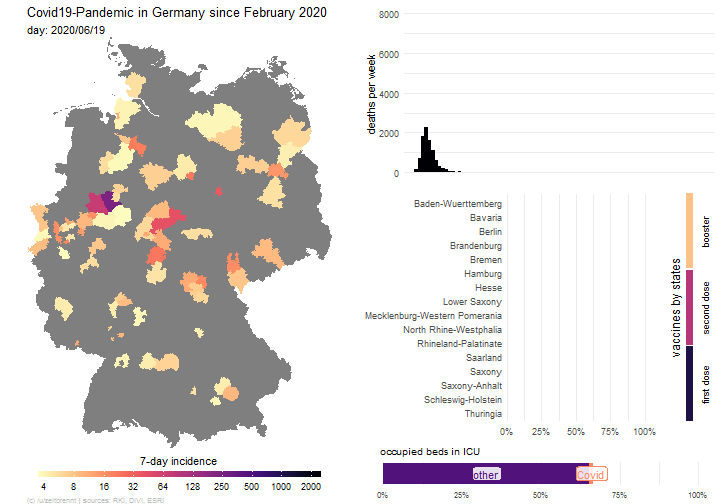 Covid19-Pandemic in Germany since February 2020
day: 2020/06/19
7-day incidence
4 8 16 32 64 128 250 500 1000 2000
(c) | sources: RKI, DIVI, ESRI
deaths per week
8000
6000
4000
2000
0
Baden-Wuerttemberg
Bavaria
Berlin
Brandenburg
Bremen
Hamburg
Hesse
Lower Saxony
Mecklenburg-Western Pomerania
North Rhine-Westphalia
Rhineland-Palatinate
Saarland
Saxony
Saxony-Anhalt
Schleswig-Holstein
Thuringia
0% 25% 50% 75% 100%
vaccines by states
booster
second dose
first dose
occupied beds in ICU
other Covid
0% 25% 50% 75% 100%